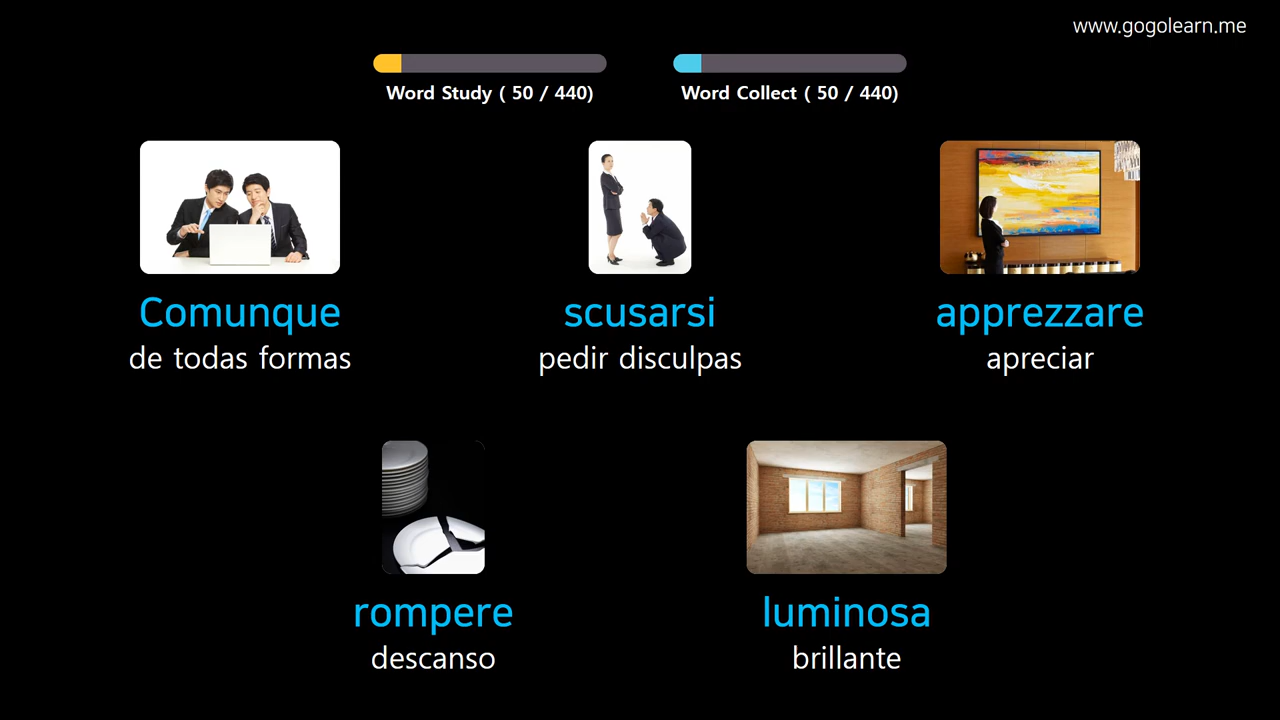 www.gogolearn.me
Word Study ( 50 / 440)
Word Collect ( 50 / 440)
Comunque
de todas formas
scusarsi
pedir disculpas
apprezzare
apreciar
rompere
descanso
luminosa
brillante